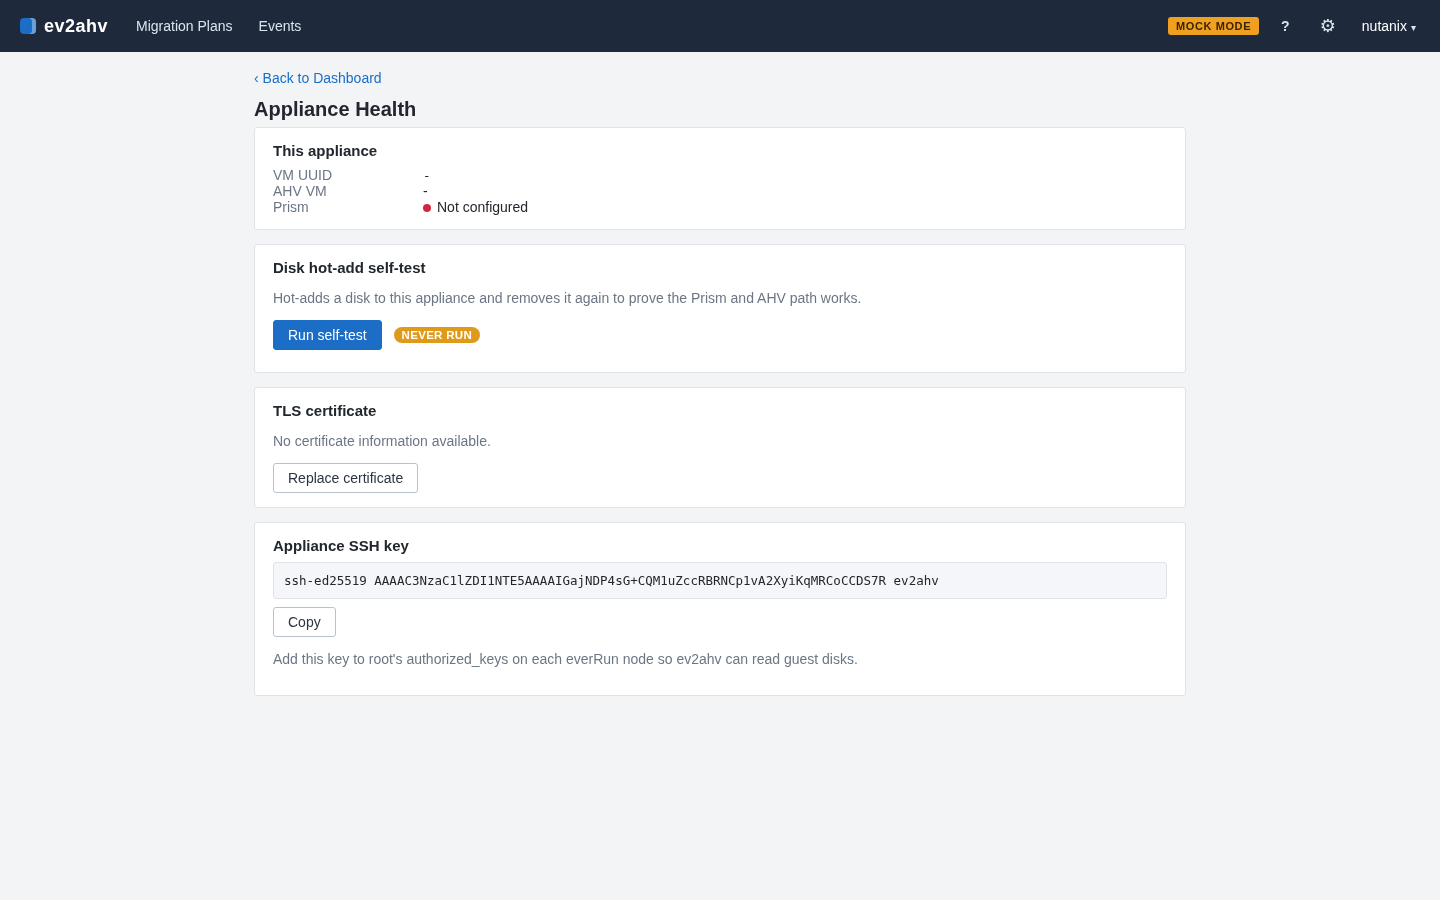 ev2ahv Migration Plans Events MOCK MODE ? ⚙ nutanix ▾
‹ Back to Dashboard
Appliance Health
This appliance
VM UUID -
AHV VM -
Prism Not configured
Disk hot-add self-test
Hot-adds a disk to this appliance and removes it again to prove the Prism and AHV path works.
Run self-test NEVER RUN
TLS certificate
No certificate information available.
Replace certificate
Appliance SSH key
ssh-ed25519 AAAAC3NzaC1lZDI1NTE5AAAAIGajNDP4sG+CQM1uZccRBRNCp1vA2XyiKqMRCoCCDS7R ev2ahv
Copy
Add this key to root's authorized_keys on each everRun node so ev2ahv can read guest disks.